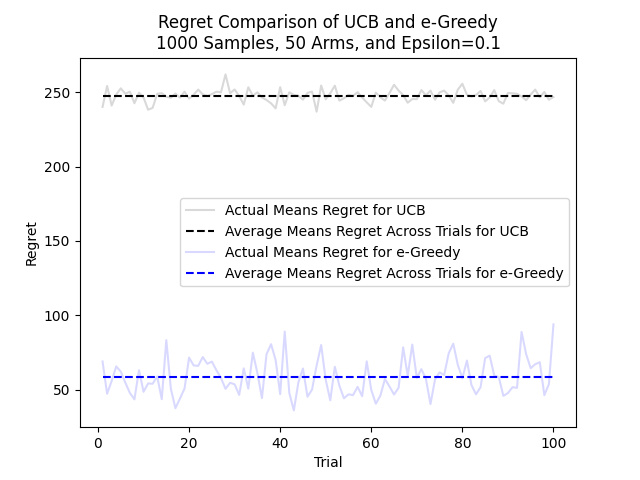 Regret Comparison of UCB and e-Greedy
1000 Samples, 50 Arms, and Epsilon=0.1
250
200
150
100
50
Regret
Actual Means Regret for UCB
Average Means Regret Across Trials for UCB
Actual Means Regret for e-Greedy
Average Means Regret Across Trials for e-Greedy
0 20 40 60 80 100
Trial